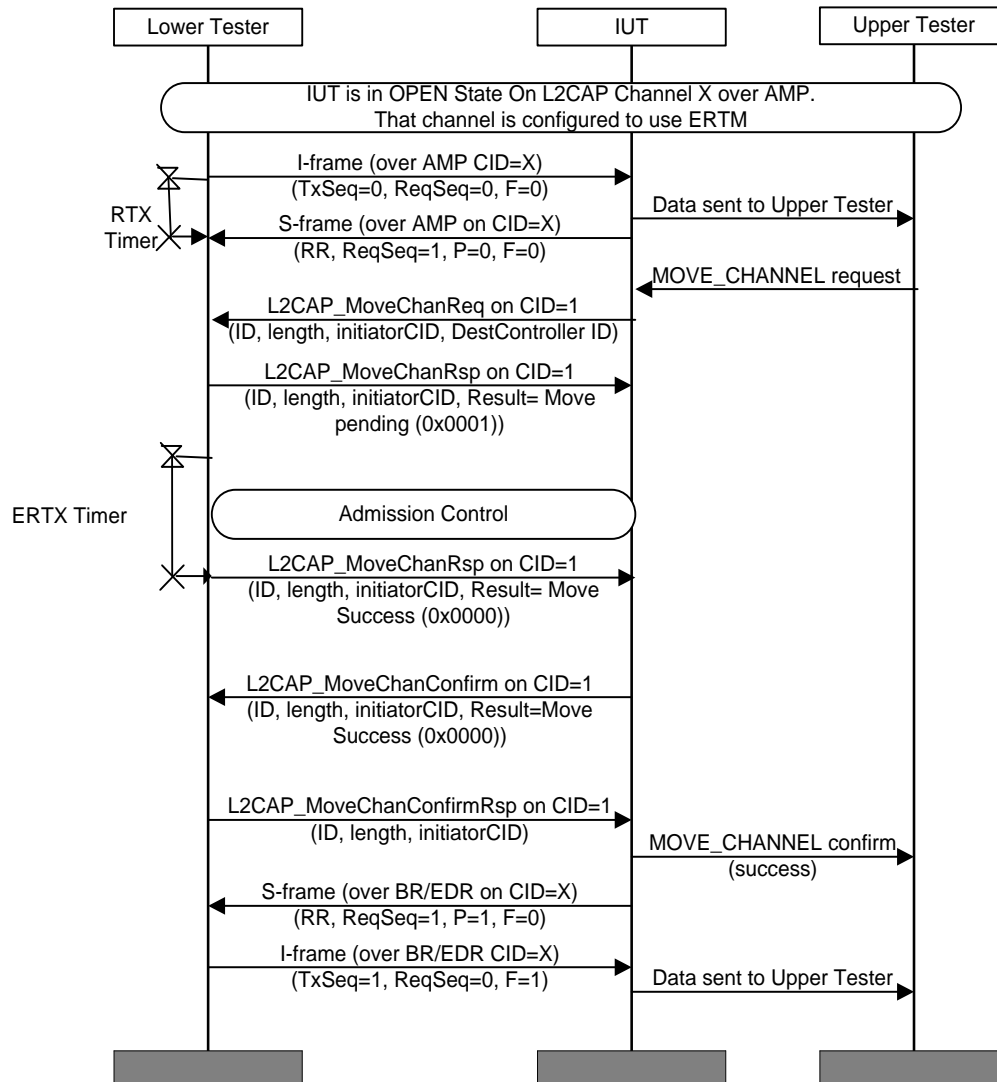 Lower Tester
IUT
Upper Tester
IUT is in OPEN State On L2CAP Channel X over AMP.
That channel is configured to use ERTM
I-frame (over AMP CID=X)
(TxSeq=0, ReqSeq=0, F=0)
RTX
Timer
Data sent to Upper Tester
S-frame (over AMP on CID=X)
(RR, ReqSeq=1, P=0, F=0)
MOVE_CHANNEL request
L2CAP_MoveChanReq on CID=1
(ID, length, initiatorCID, DestController ID)
L2CAP_MoveChanRsp on CID=1
(ID, length, initiatorCID, Result= Move
pending (0x0001))
ERTX Timer
Admission Control
L2CAP_MoveChanRsp on CID=1
(ID, length, initiatorCID, Result= Move
Success (0x0000))
L2CAP_MoveChanConfirm on CID=1
(ID, length, initiatorCID, Result=Move
Success (0x0000))
L2CAP_MoveChanConfirmRsp on CID=1
(ID, length, initiatorCID)
MOVE_CHANNEL confirm
(success)
S-frame (over BR/EDR on CID=X)
(RR, ReqSeq=1, P=1, F=0)
I-frame (over BR/EDR CID=X)
(TxSeq=1, ReqSeq=0, F=1)
Data sent to Upper Tester